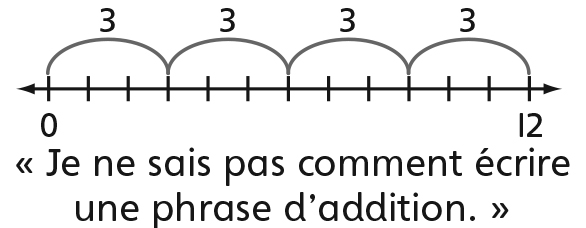 3 3 3 3
0 12
« Je ne sais pas comment écrire
une phrase d’addition. »